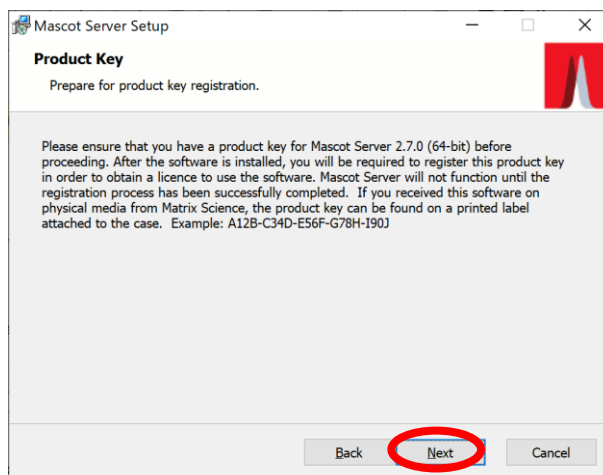 Mascot Server Setup
Product Key
Prepare for product key registration.
Please ensure that you have a product key for Mascot Server 2.7.0 (64-bit) before
proceeding. After the software is installed, you will be required to register this product key
in order to obtain a licence to use the software. Mascot Server will not function until the
registration process has been successfully completed.  If you received this software on
physical media from Matrix Science, the product key can be found on a printed label
attached to the case.  Example: A12B-C34D-E56F-G78H-I90J
Back Next Cancel